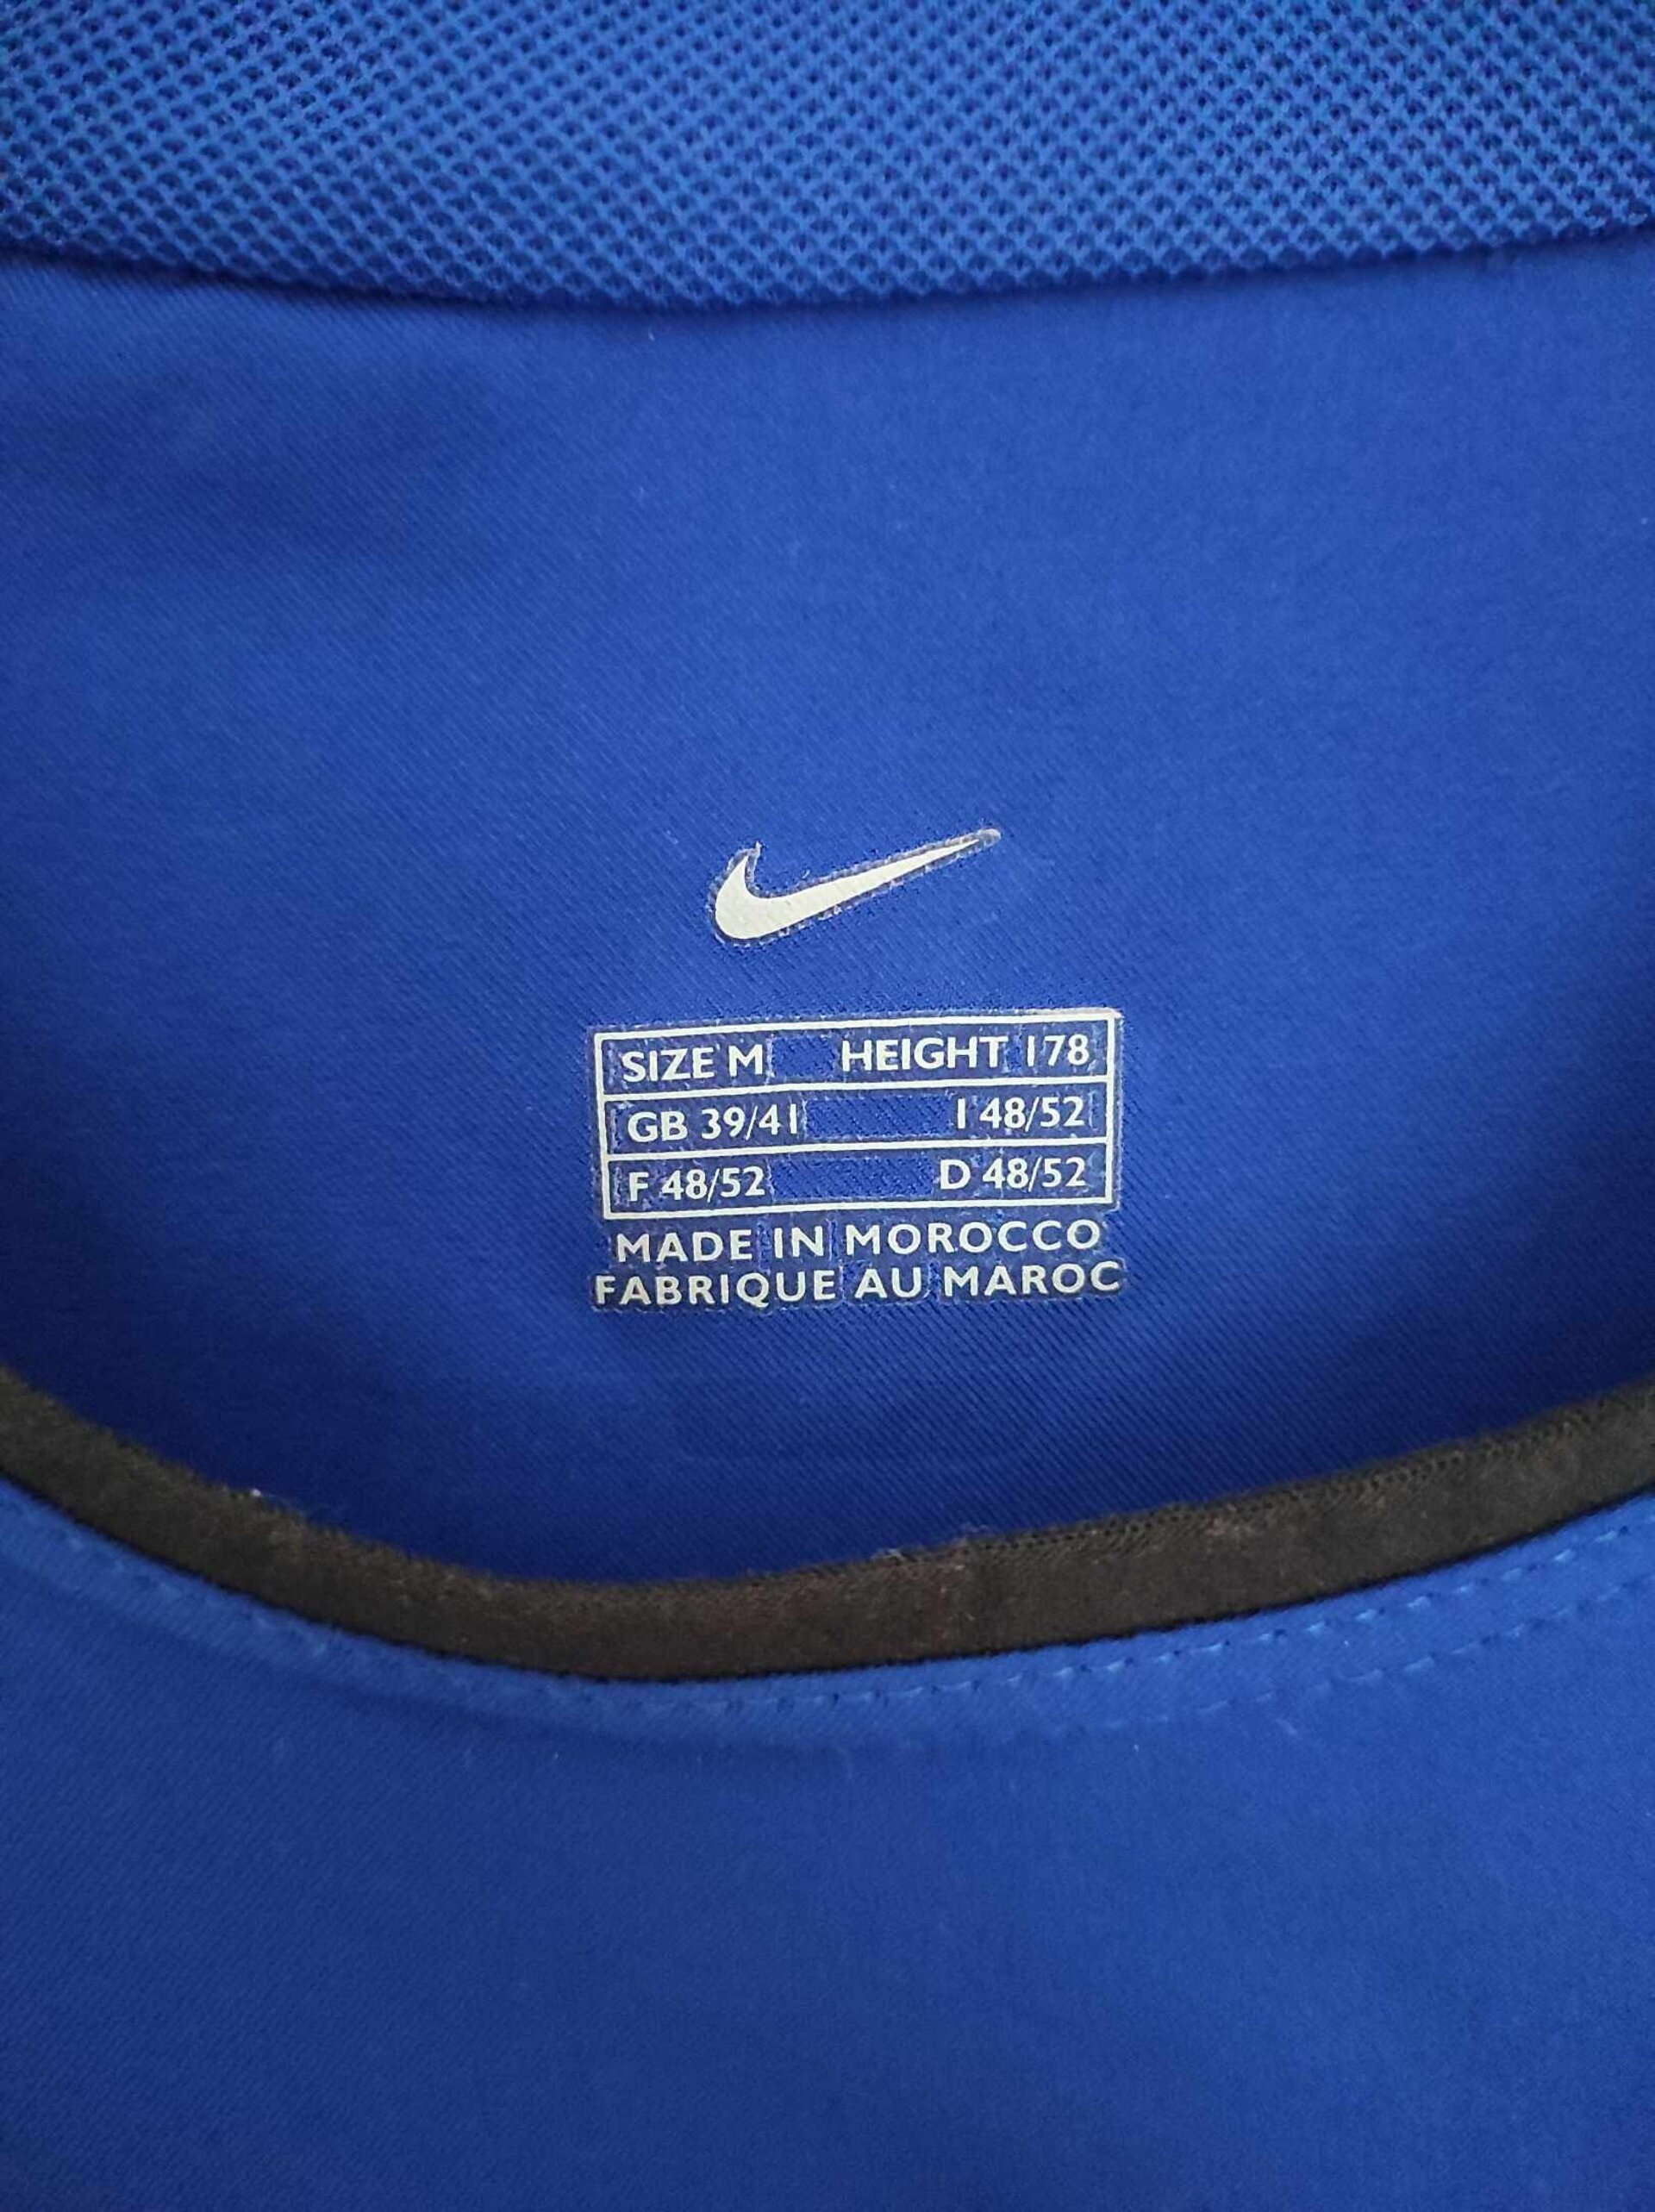 SIZE M HEIGHT 178
GB 39/41 I 48/52
F 48/52 D 48/52
MADE IN MOROCCO
FABRIQUE AU MAROC